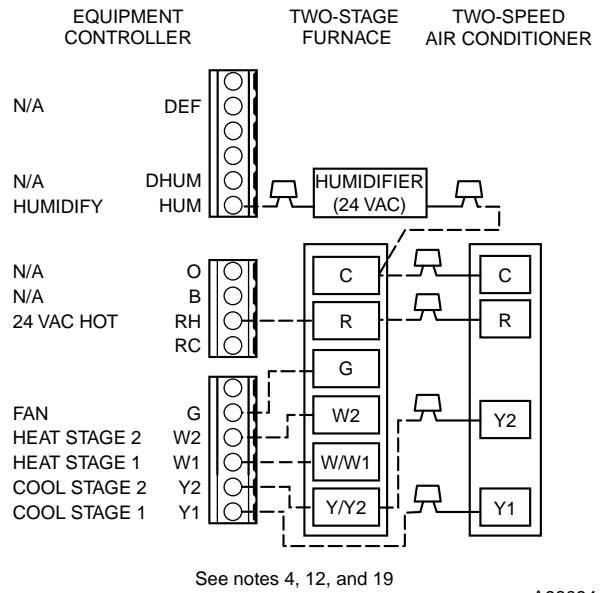 EQUIPMENT CONTROLLER
TWO-STAGE FURNACE
TWO-SPEED AIR CONDITIONER
N/A DEF
N/A DHUM
HUMIDIFY HUM
HUMIDIFIER
(24 VAC)
N/A O
N/A B
24 VAC HOT RH
RC
C
R
G
W2
W/W1
Y/Y2
C
R
Y2
Y1
FAN G
HEAT STAGE 2 W2
HEAT STAGE 1 W1
COOL STAGE 2 Y2
COOL STAGE 1 Y1
See notes 4, 12, and 19